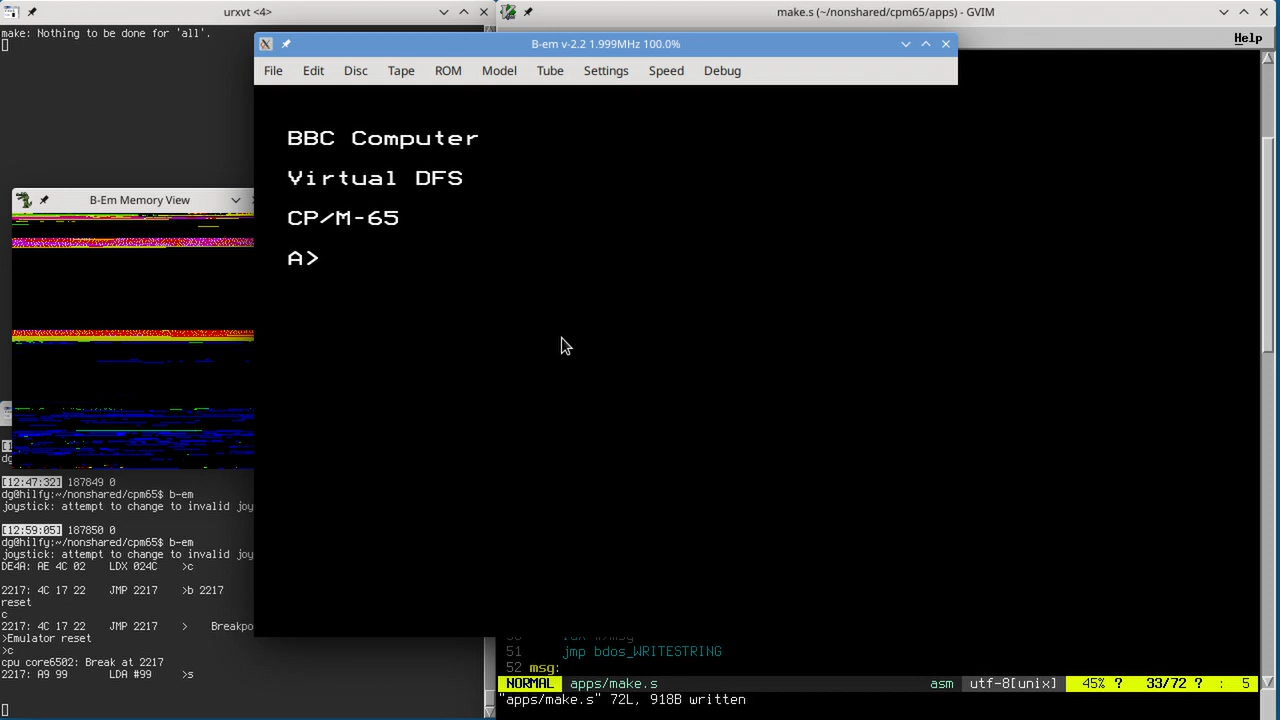 urxvt <4>
make: Nothing to be done for 'all'.
make.s (~/nonshared/cpm65/apps) - GVIM
Help
B-em v-2.2 1.999MHz 100.0%
File Edit Disc Tape ROM Model Tube Settings Speed Debug
BBC Computer
Virtual DFS
CP/M-65
A>
B-Em Memory View
[12:47:32] 187849 0
dg@hilfy:~/nonshared/cpm65$ b-em
joystick: attempt to change to invalid joy
[12:59:05] 187850 0
dg@hilfy:~/nonshared/cpm65$ b-em
joystick: attempt to change to invalid joy
DE4A: AE 4C 02 LDX 024C >c
2217: 4C 17 22 JMP 2217 >b 2217
reset
c
2217: 4C 17 22 JMP 2217 > Breakpo
>Emulator reset
>c
cpu core6502: Break at 2217
2217: A9 99 LDA #99 >s
51 jmp bdos_WRITESTRING
52 msg:
NORMAL apps/make.s asm utf-8[unix] 45% ? 33/72 ? : 5
"apps/make.s" 72L, 918B written